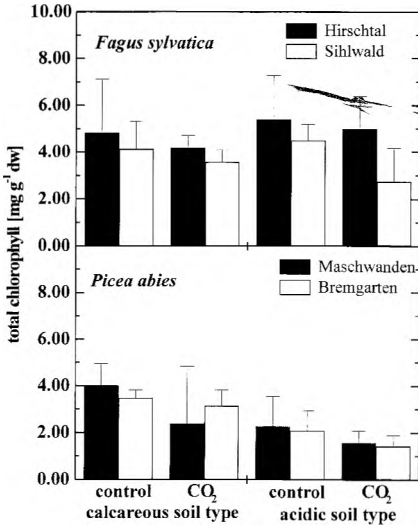 10.00
Hirschtal
Fagus sylvatica
Sihlwald
8.00
6.00
4.00
2.00
0.00
total chlorophyll [mg g⁻¹ dw]
Picea abies
Maschwanden
Bremgarten
8.00
6.00
4.00
2.00
0.00
control CO₂ control CO₂
calcareous soil type acidic soil type